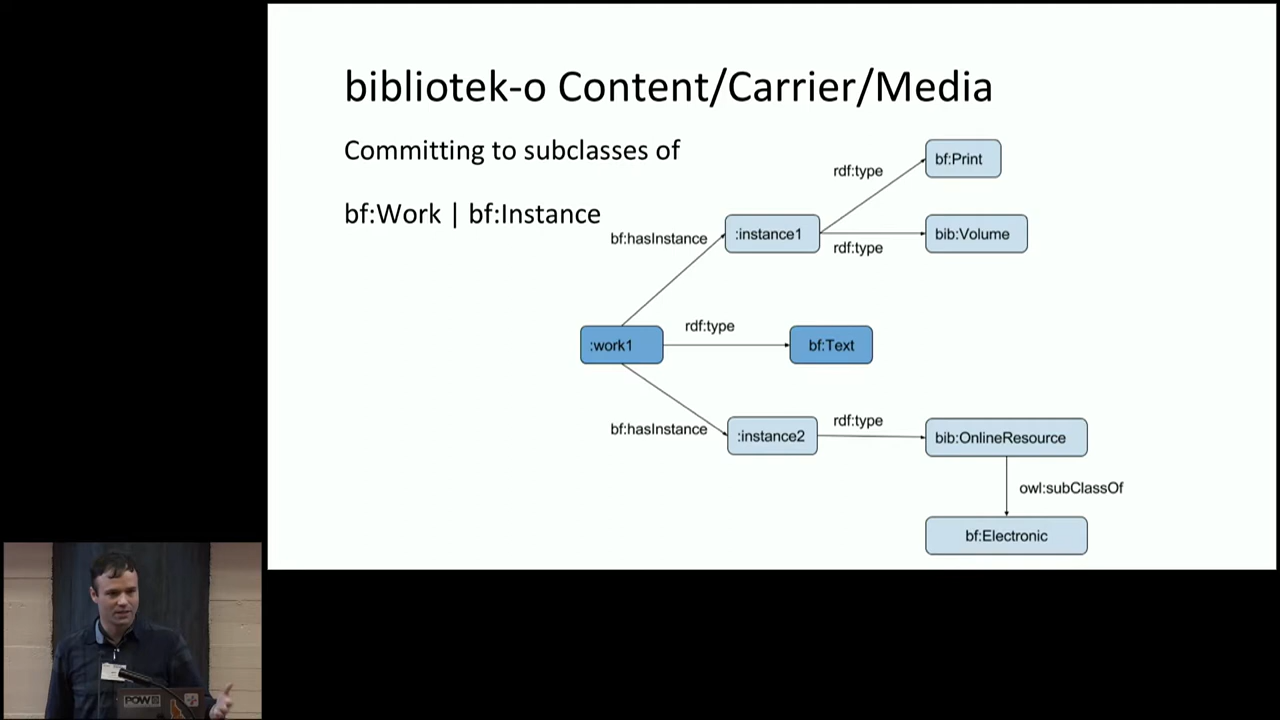 bibliotek-o Content/Carrier/Media
Committing to subclasses of
bf:Work | bf:Instance
rdf:type
bf:Print
bf:hasInstance
:instance1
rdf:type
bib:Volume
:work1
rdf:type
bf:Text
bf:hasInstance
:instance2
rdf:type
bib:OnlineResource
owl:subClassOf
bf:Electronic
POW